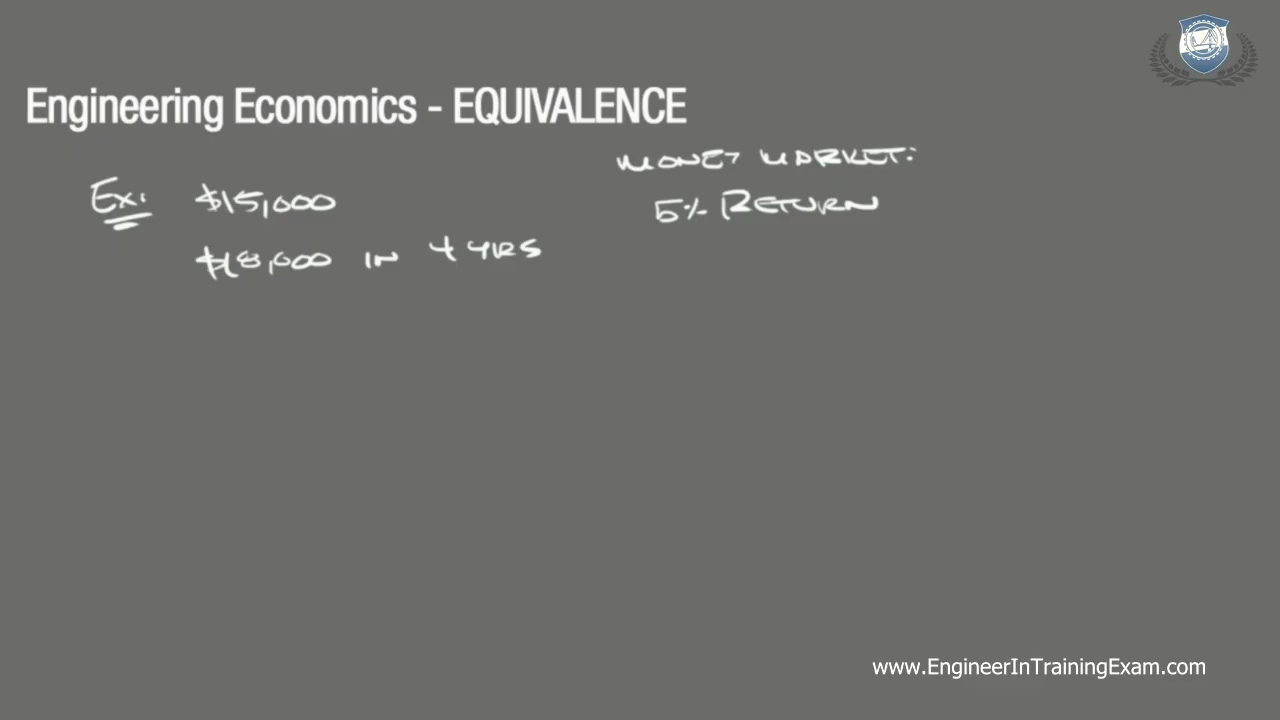 Engineering Economics - EQUIVALENCE
MONEY MARKET:
Ex: $15,000
5% RETURN
$18,000 IN 4 YRS
www.EngineerInTrainingExam.com